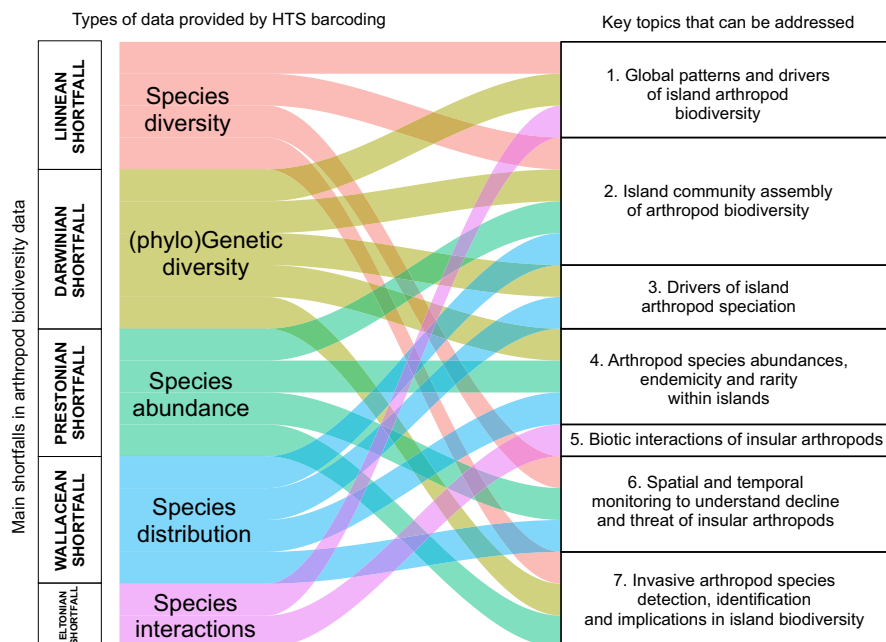 Types of data provided by HTS barcoding
Key topics that can be addressed
Main shortfalls in arthropod biodiversity data
LINNEAN
SHORTFALL
DARWINIAN
SHORTFALL
PRESTONIAN
SHORTFALL
WALLACEAN
SHORTFALL
ELTONIAN
SHORTFALL
Species
diversity
(phylo)Genetic
diversity
Species
abundance
Species
distribution
Species
interactions
1. Global patterns and drivers
of island arthropod
biodiversity
2. Island community assembly
of arthropod biodiversity
3. Drivers of island
arthropod speciation
4. Arthropod species abundances,
endemicity and rarity
within islands
5. Biotic interactions of insular arthropods
6. Spatial and temporal
monitoring to understand decline
and threat of insular arthropods
7. Invasive arthropod species
detection, identification
and implications in island biodiversity